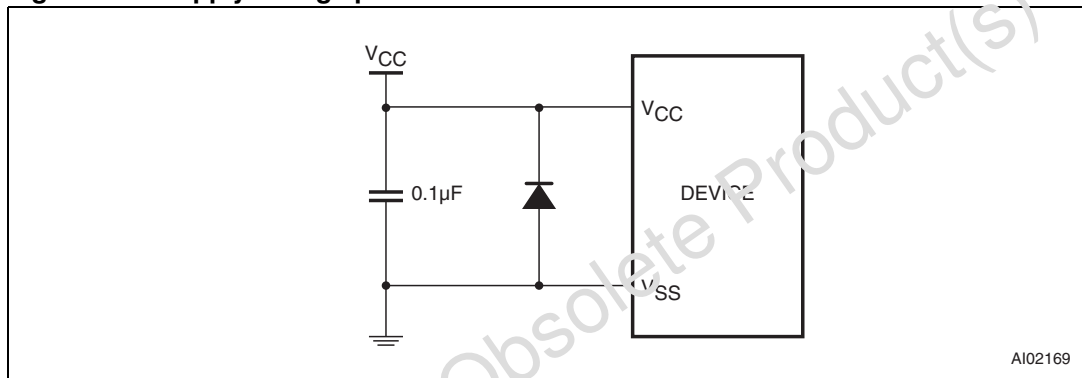 VCC
VCC
0.1µF
DEVICE
VSS
AI02169
Obsolete Product(s)